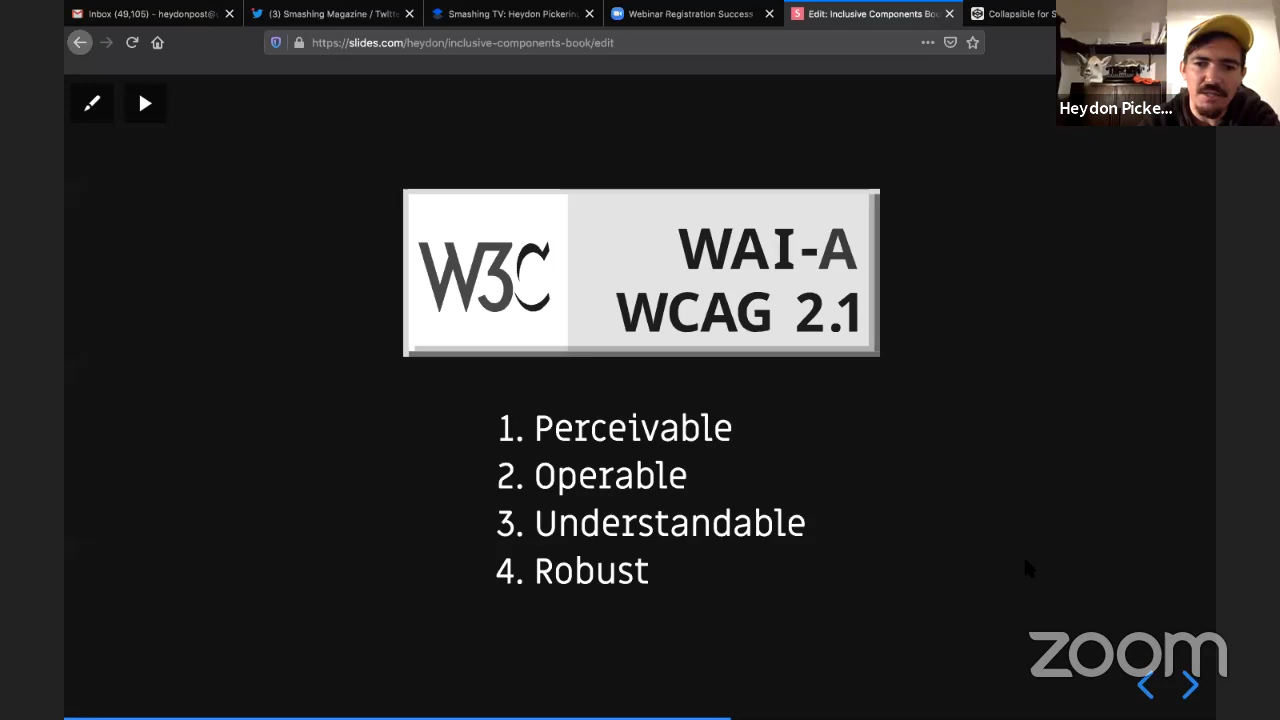 Inbox (49,105) - heydonpost@
(3) Smashing Magazine / Twitte
Smashing TV: Heydon Pickerin
Webinar Registration Success
Edit: Inclusive Components Boo
Collapsible for S
https://slides.com/heydon/inclusive-components-book/edit
Heydon Picke...
W3C
WAI-A
WCAG 2.1
1. Perceivable
2. Operable
3. Understandable
4. Robust
zoom